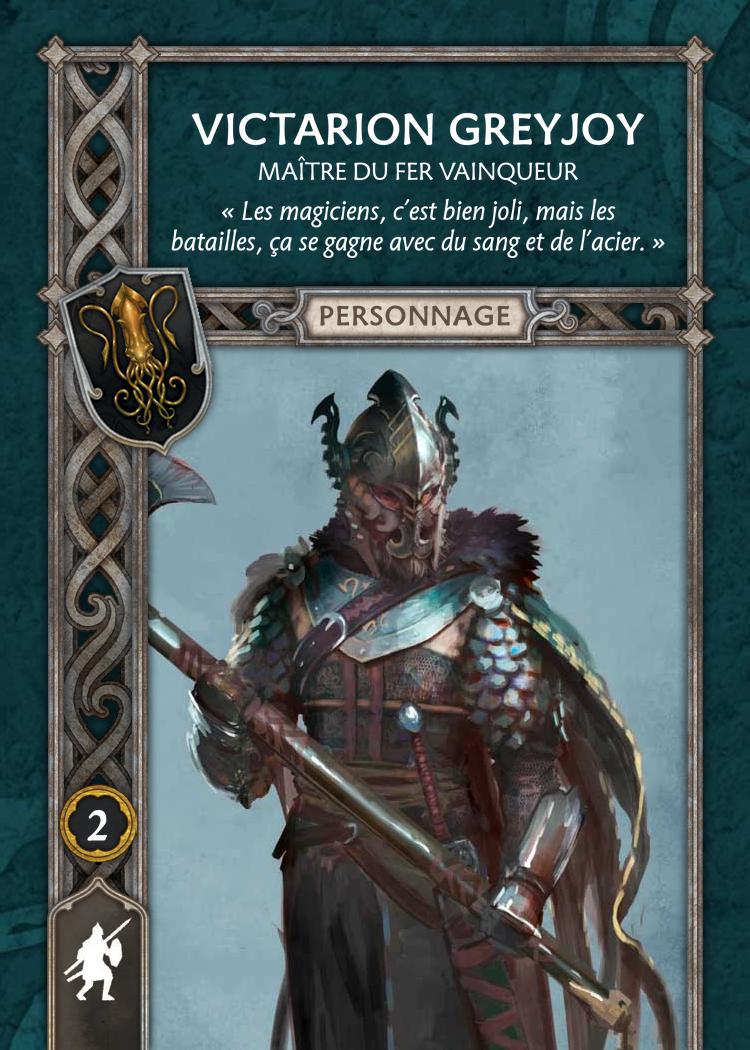 VICTARION GREYJOY
MAÎTRE DU FER VAINQUEUR
« Les magiciens, c’est bien joli, mais les
batailles, ça se gagne avec du sang et de l’acier. »
PERSONNAGE
2